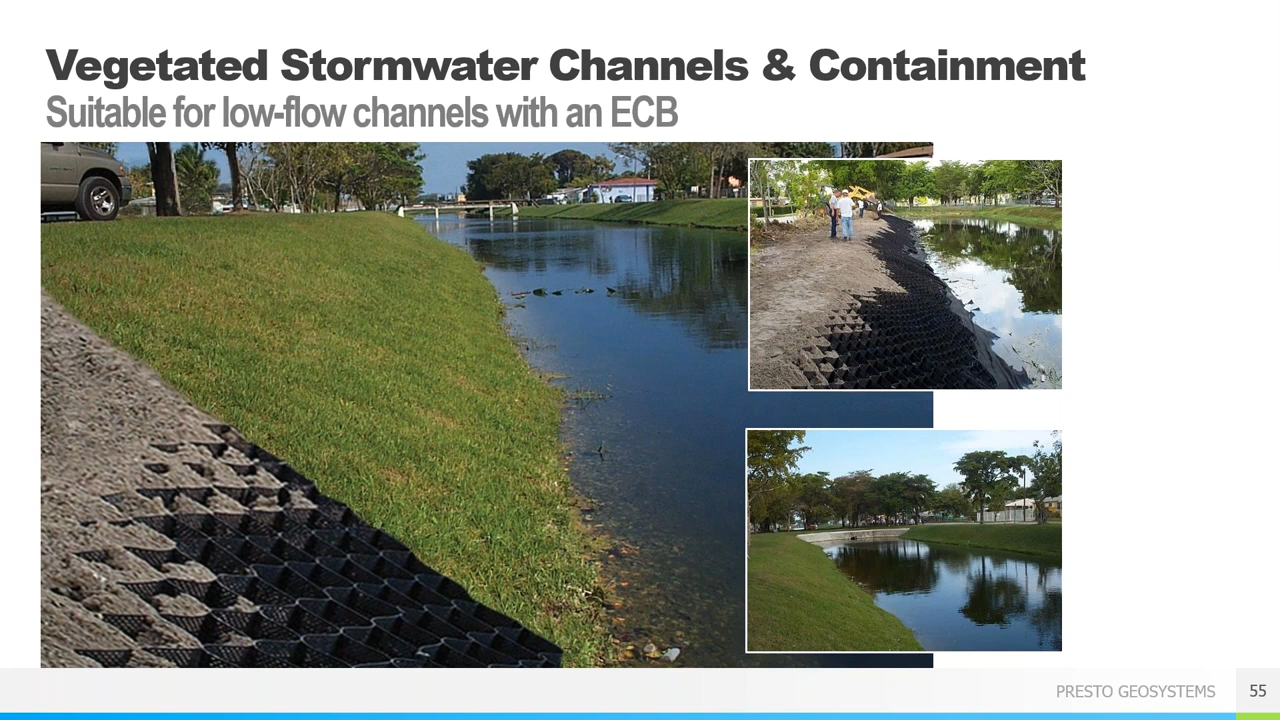 Vegetated Stormwater Channels & Containment
Suitable for low-flow channels with an ECB
PRESTO GEOSYSTEMS
55